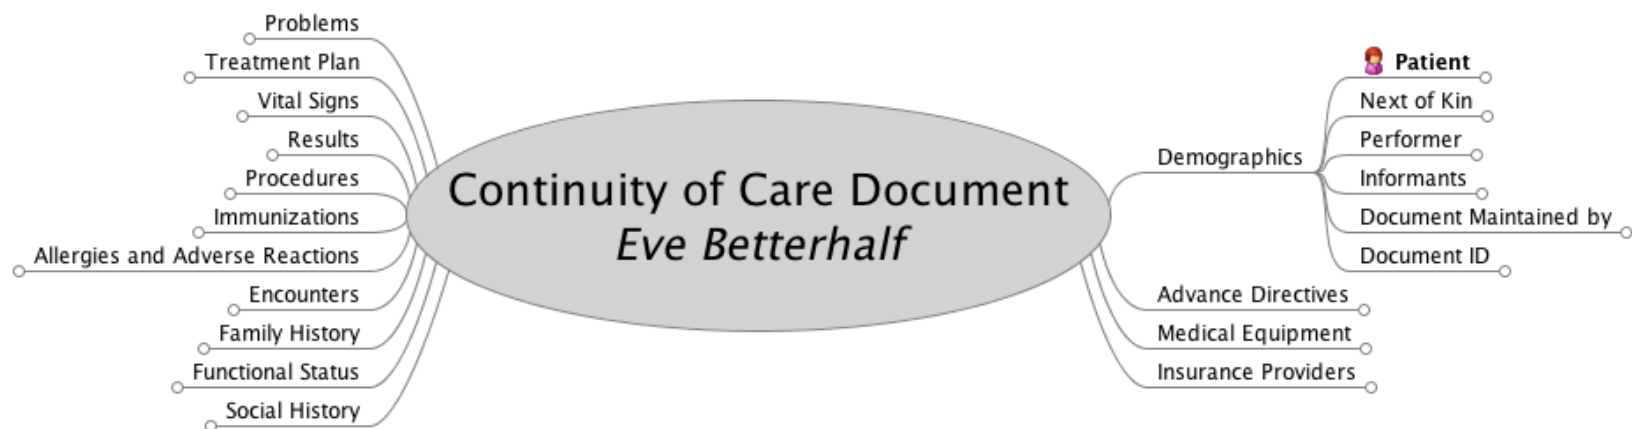 Problems
Treatment Plan
Vital Signs
Results
Procedures
Immunizations
Allergies and Adverse Reactions
Encounters
Family History
Functional Status
Social History
Continuity of Care Document
Eve Betterhalf
Demographics
Patient
Next of Kin
Performer
Informants
Document Maintained by
Document ID
Advance Directives
Medical Equipment
Insurance Providers